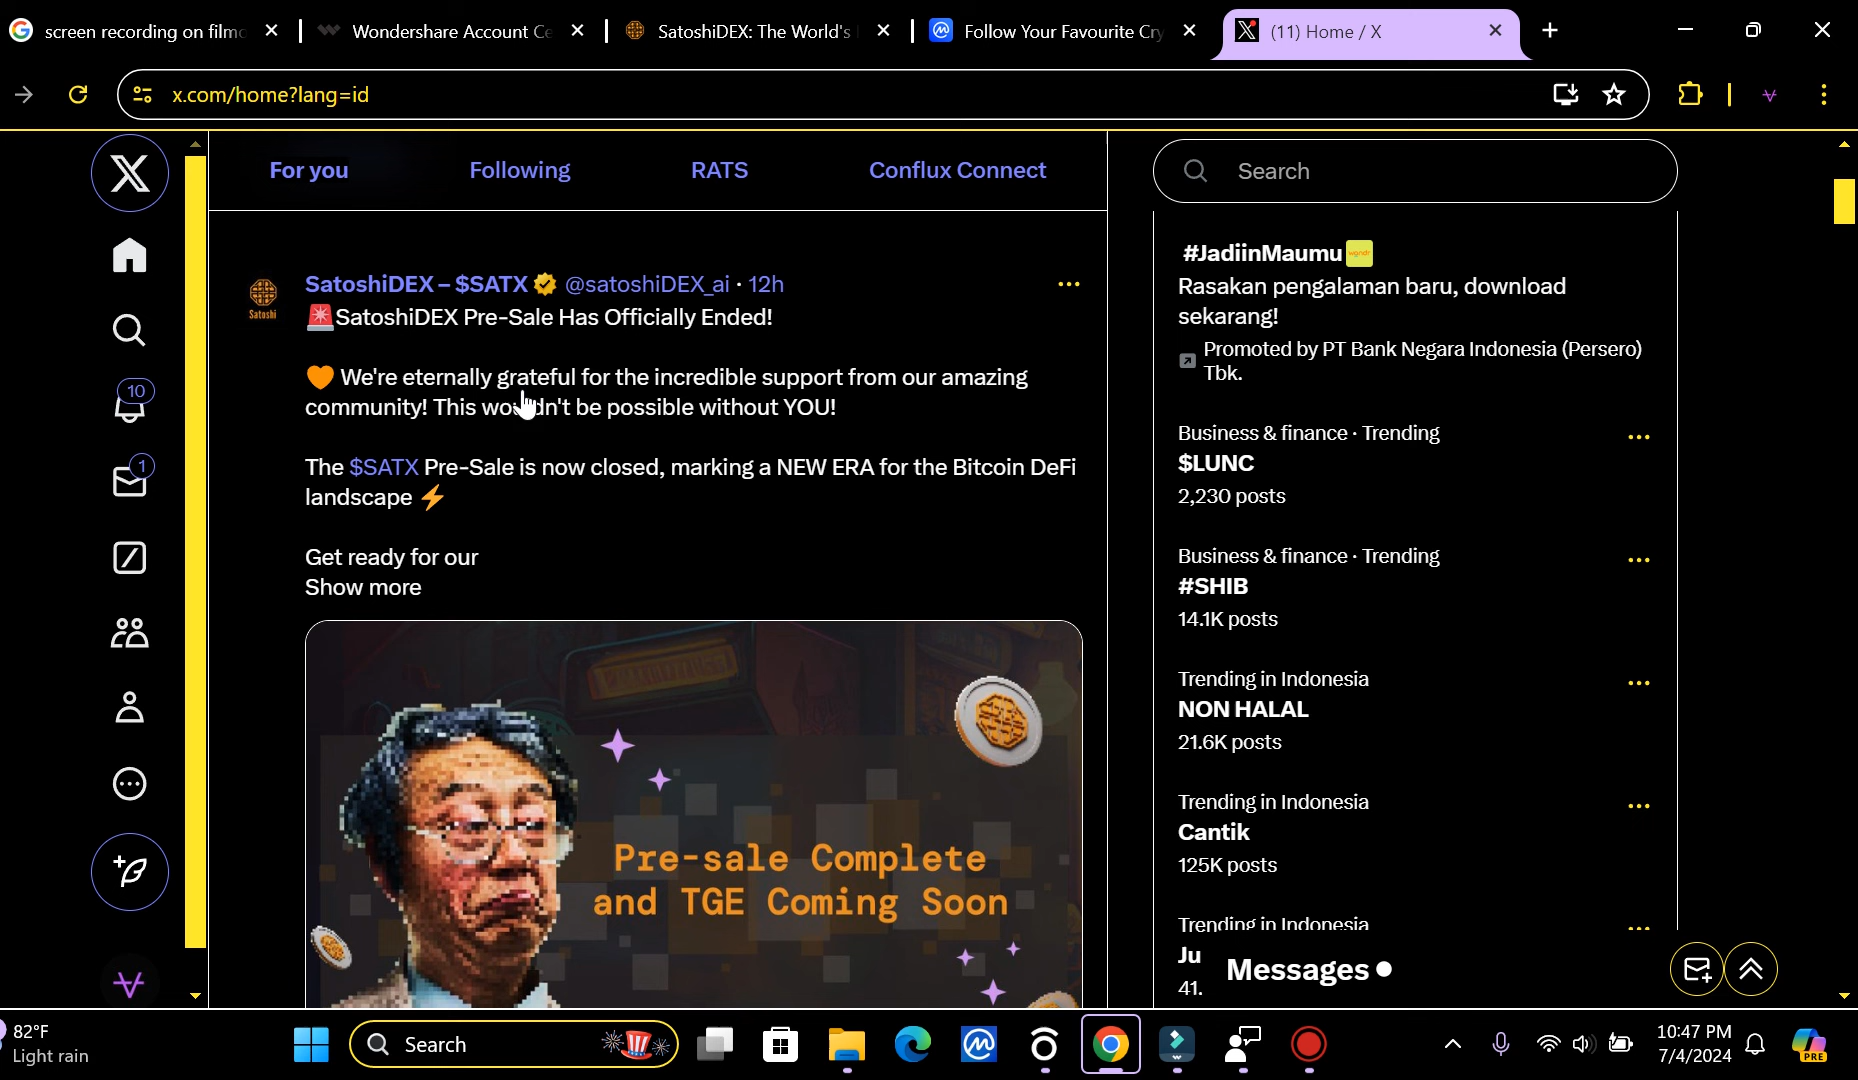 screen recording on filmo
Wondershare Account Ce
SatoshiDEX: The World's
Follow Your Favourite Cry
(11) Home / X
x.com/home?lang=id
For you
Following
RATS
Conflux Connect
Search
SatoshiDEX – $SATX @satoshiDEX_ai · 12h
🚨SatoshiDEX Pre-Sale Has Officially Ended!
🧡 We're eternally grateful for the incredible support from our amazing
community! This wouldn't be possible without YOU!
The $SATX Pre-Sale is now closed, marking a NEW ERA for the Bitcoin DeFi
landscape ⚡
Get ready for our
Show more
Satoshi
Pre-sale Complete
and TGE Coming Soon
10
1
#JadiinMaumu
Rasakan pengalaman baru, download
sekarang!
Promoted by PT Bank Negara Indonesia (Persero)
Tbk.
Business & finance · Trending
$LUNC
2,230 posts
Business & finance · Trending
#SHIB
14.1K posts
Trending in Indonesia
NON HALAL
21.6K posts
Trending in Indonesia
Cantik
125K posts
Trending in Indonesia
Ju
41.
Messages
82°F
Light rain
Search
10:47 PM
7/4/2024
PRE